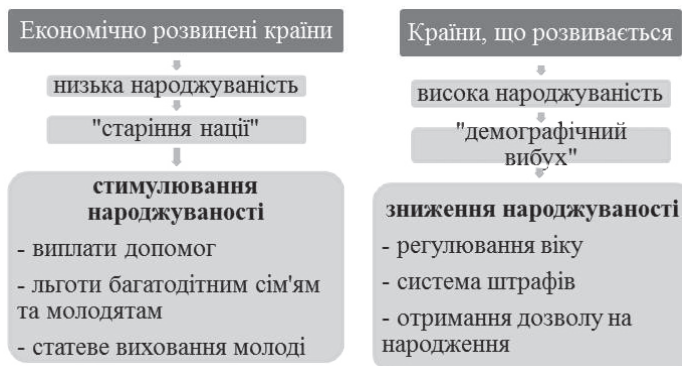 Економічно розвинені країни
низька народжуваність
"старіння нації"
стимулювання
народжуваності
- виплати допомог
- льготи багатодітним сім'ям
та молодятам
- статеве виховання молоді
Країни, що розвивається
висока народжуваність
"демографічний
вибух"
зниження народжуваності
- регулювання віку
- система штрафів
- отримання дозволу на
народження